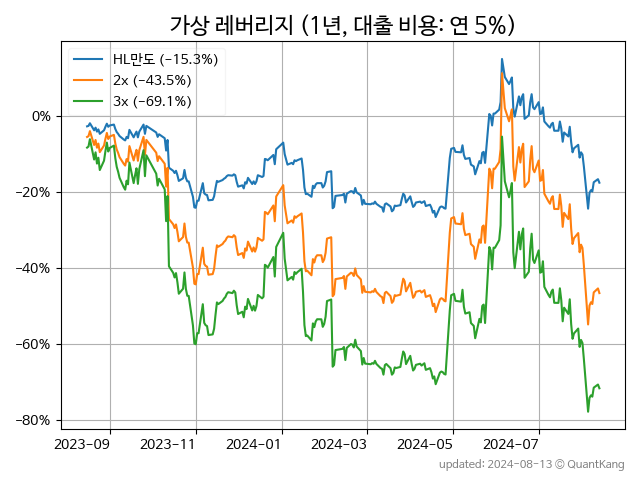 가상 레버리지 (1년, 대출 비용: 연 5%)
HL만도 (−15.3%)
2x (−43.5%)
3x (−69.1%)
0%
−20%
−40%
−60%
−80%
2023-09 2023-11 2024-01 2024-03 2024-05 2024-07
updated: 2024-08-13 © QuantKang